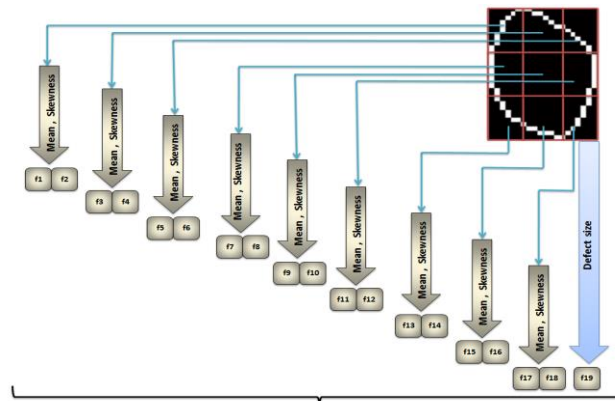 Mean , Skewness
f1 f2
Mean , Skewness
f3 f4
Mean , Skewness
f5 f6
Mean , Skewness
f7 f8
Mean , Skewness
f9 f10
Mean , Skewness
f11 f12
Mean , Skewness
f13 f14
Mean , Skewness
f15 f16
Mean , Skewness
f17 f18
Defect size
f19